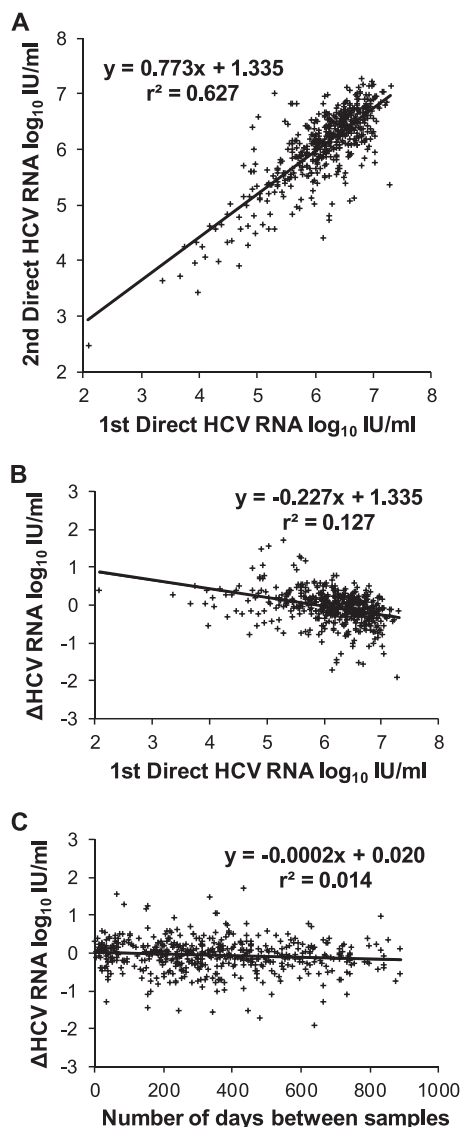 A
y = 0.773x + 1.335
r² = 0.627
8
7
6
5
4
3
2
2nd Direct HCV RNA log₁₀ IU/ml
2 3 4 5 6 7 8
1st Direct HCV RNA log₁₀ IU/ml
B
y = -0.227x + 1.335
r² = 0.127
3
2
1
0
-1
-2
-3
ΔHCV RNA log₁₀ IU/ml
2 3 4 5 6 7 8
1st Direct HCV RNA log₁₀ IU/ml
C
y = -0.0002x + 0.020
r² = 0.014
3
2
1
0
-1
-2
-3
ΔHCV RNA log₁₀ IU/ml
0 200 400 600 800 1000
Number of days between samples